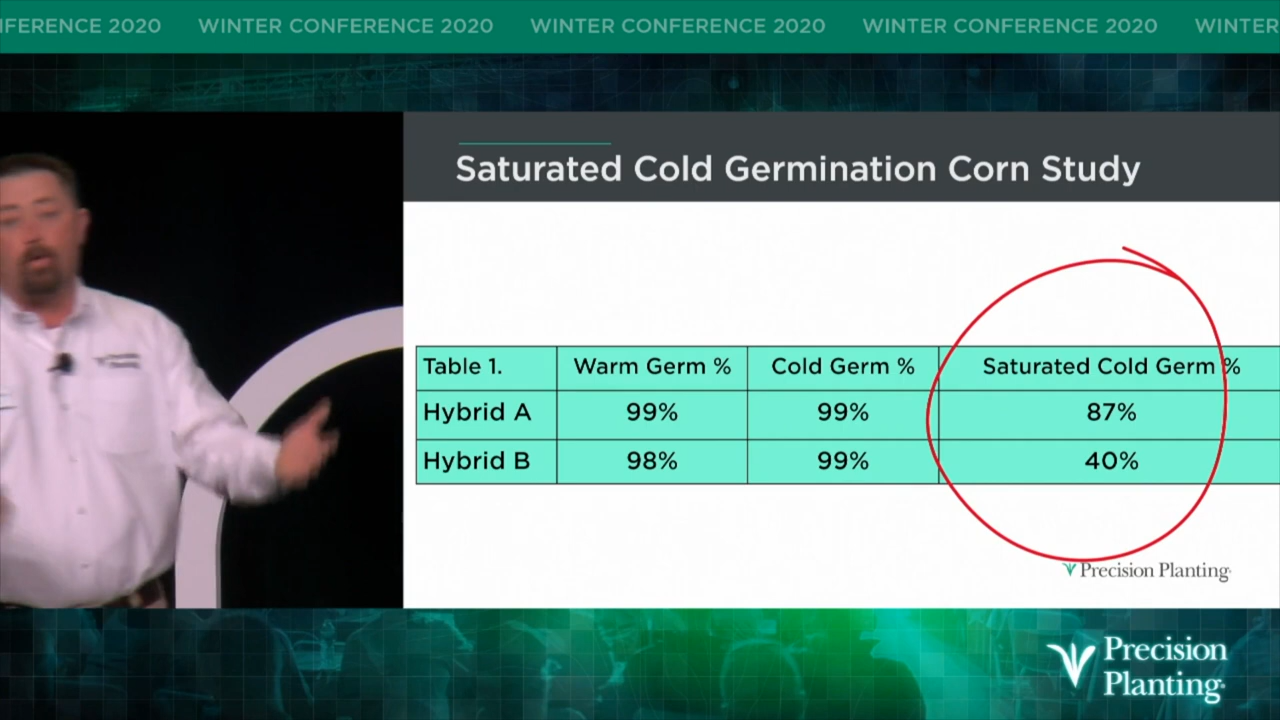 FERENCE 2020 WINTER CONFERENCE 2020 WINTER CONFERENCE 2020 WINTER CONFERENCE 2020 WINTER
Saturated Cold Germination Corn Study
Table 1. Warm Germ % Cold Germ % Saturated Cold Germ %
Hybrid A 99% 99% 87%
Hybrid B 98% 99% 40%
Precision Planting
Precision
Planting